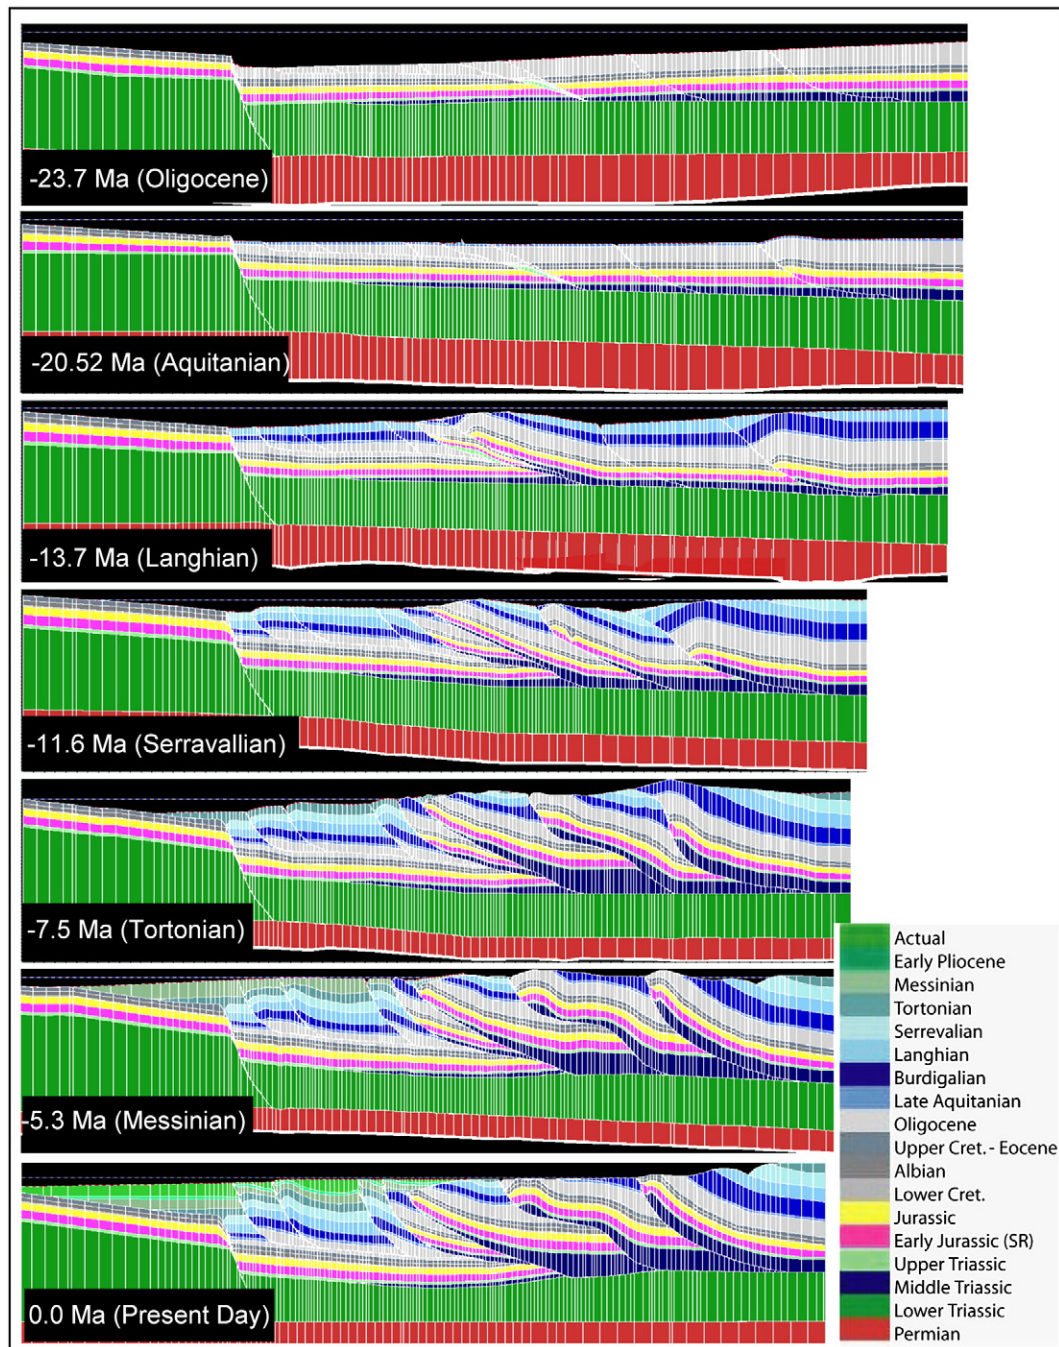 -23.7 Ma (Oligocene)
-20.52 Ma (Aquitanian)
-13.7 Ma (Langhian)
-11.6 Ma (Serravallian)
-7.5 Ma (Tortonian)
-5.3 Ma (Messinian)
0.0 Ma (Present Day)
Actual
Early Pliocene
Messinian
Tortonian
Serrevalian
Langhian
Burdigalian
Late Aquitanian
Oligocene
Upper Cret. - Eocene
Albian
Lower Cret.
Jurassic
Early Jurassic (SR)
Upper Triassic
Middle Triassic
Lower Triassic
Permian